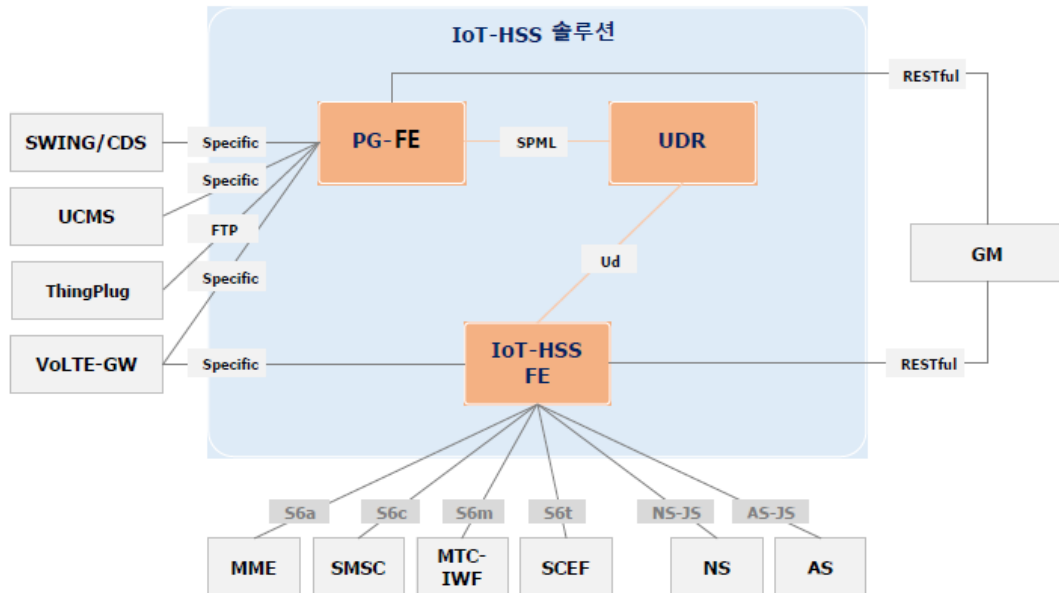 IoT-HSS 솔루션
RESTful
SWING/CDS
Specific
PG-FE
SPML
UDR
Specific
UCMS
FTP
GM
Ud
ThingPlug
Specific
VoLTE-GW
Specific
IoT-HSS
FE
RESTful
S6a
S6c
S6m
S6t
NS-JS
AS-JS
MME
SMSC
MTC-
IWF
SCEF
NS
AS